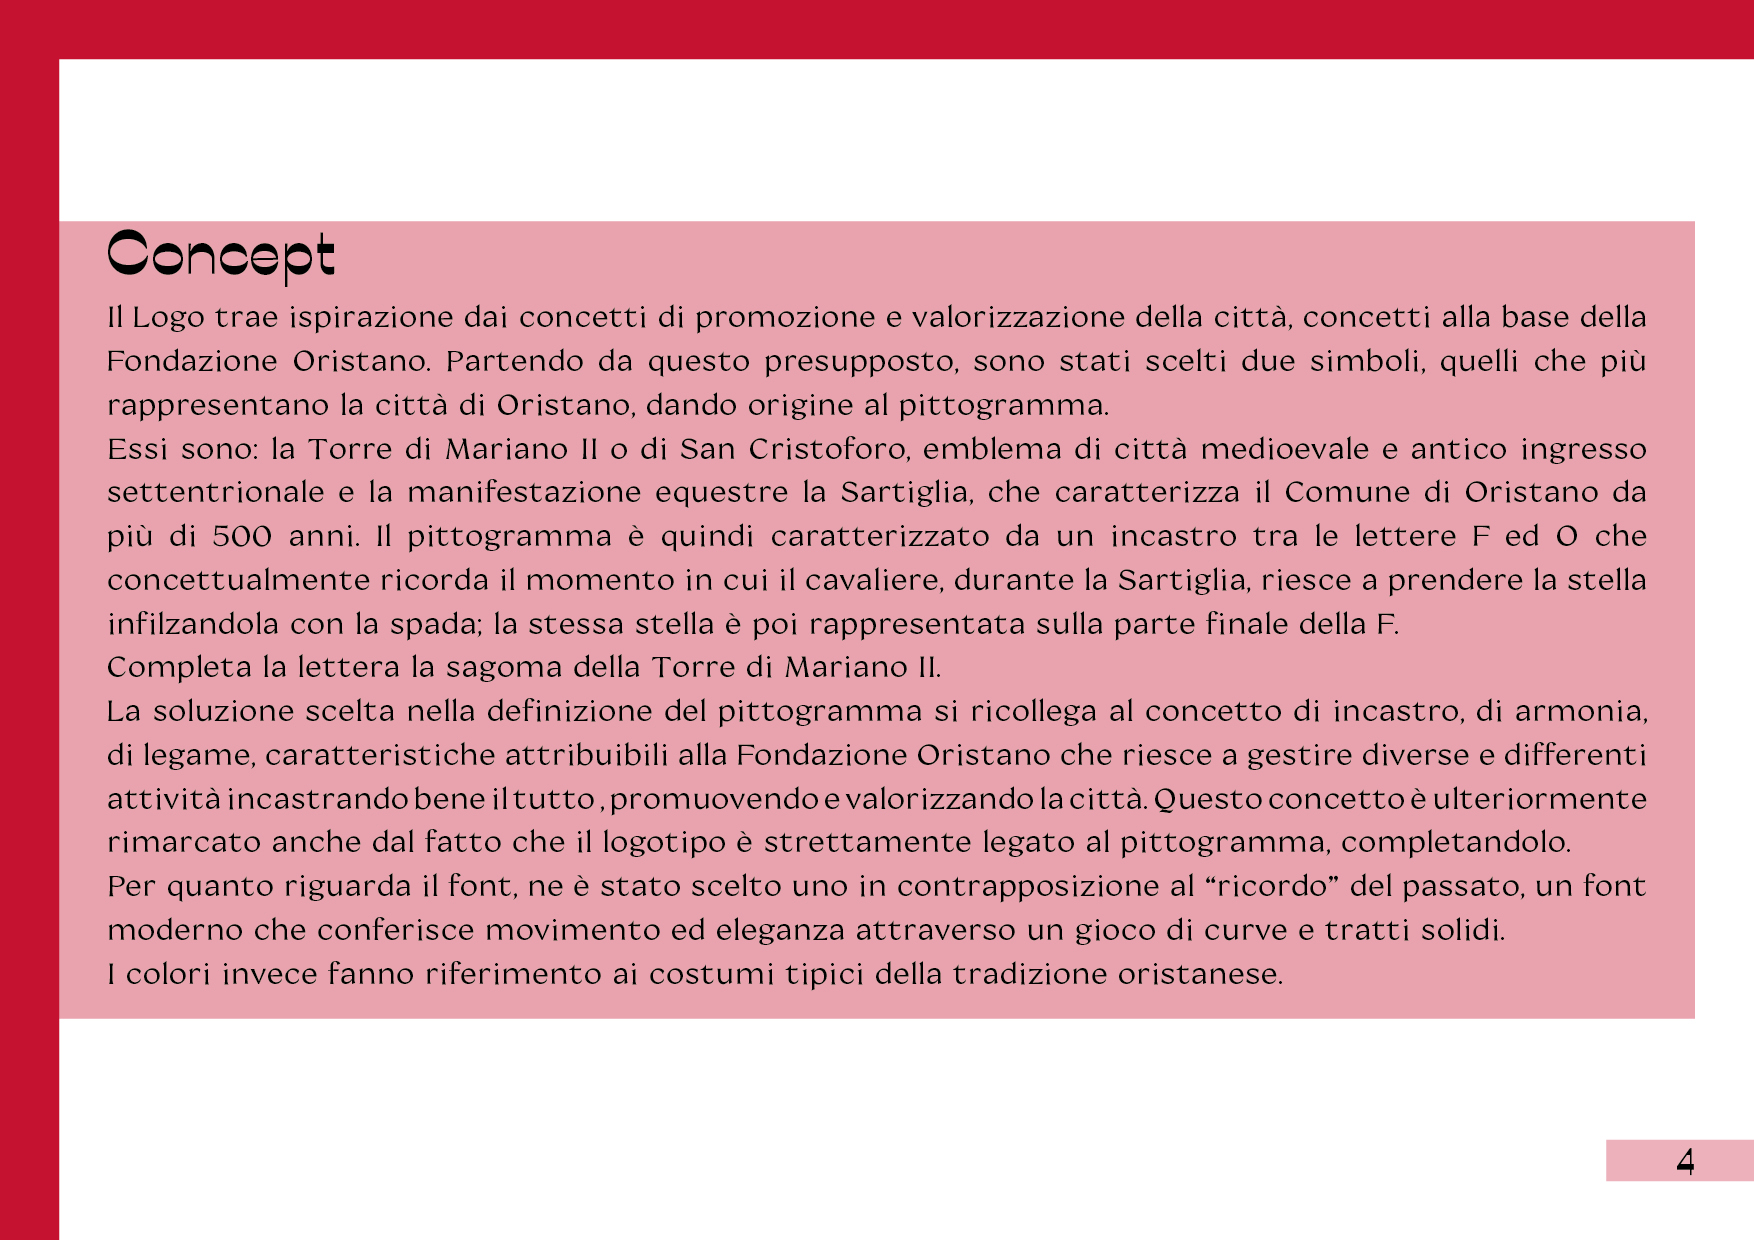 Concept
Il Logo trae ispirazione dai concetti di promozione e valorizzazione della città, concetti alla base della
Fondazione Oristano. Partendo da questo presupposto, sono stati scelti due simboli, quelli che più
rappresentano la città di Oristano, dando origine al pittogramma.
Essi sono: la Torre di Mariano II o di San Cristoforo, emblema di città medioevale e antico ingresso
settentrionale e la manifestazione equestre la Sartiglia, che caratterizza il Comune di Oristano da
più di 500 anni. Il pittogramma è quindi caratterizzato da un incastro tra le lettere F ed O che
concettualmente ricorda il momento in cui il cavaliere, durante la Sartiglia, riesce a prendere la stella
infilzandola con la spada; la stessa stella è poi rappresentata sulla parte finale della F.
Completa la lettera la sagoma della Torre di Mariano II.
La soluzione scelta nella definizione del pittogramma si ricollega al concetto di incastro, di armonia,
di legame, caratteristiche attribuibili alla Fondazione Oristano che riesce a gestire diverse e differenti
attività incastrando bene il tutto , promuovendo e valorizzando la città. Questo concetto è ulteriormente
rimarcato anche dal fatto che il logotipo è strettamente legato al pittogramma, completandolo.
Per quanto riguarda il font, ne è stato scelto uno in contrapposizione al “ricordo” del passato, un font
moderno che conferisce movimento ed eleganza attraverso un gioco di curve e tratti solidi.
I colori invece fanno riferimento ai costumi tipici della tradizione oristanese.
4